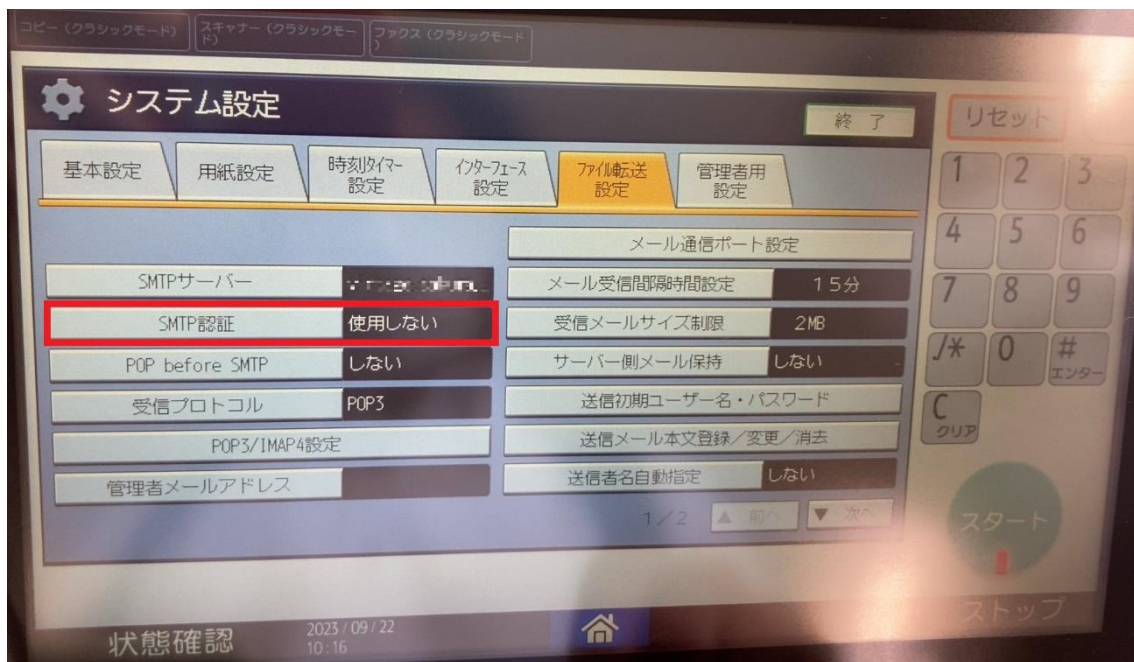 コピー（クラシックモード）
スキャナー（クラシックモー
ド）
ファクス（クラシックモード
）
システム設定
終 了
リセット
基本設定
用紙設定
時刻タイマー
設定
インターフェース
設定
ファイル転送
設定
管理者用
設定
SMTPサーバー
SMTP認証 使用しない
POP before SMTP しない
受信プロトコル POP3
POP3/IMAP4設定
管理者メールアドレス
メール通信ポート設定
メール受信間隔時間設定 15分
受信メールサイズ制限 2MB
サーバー側メール保持 しない
送信初期ユーザー名・パスワード
送信メール本文登録／変更／消去
送信者名自動指定 しない
1/2 ▲ 前へ ▼ 次へ
1 2 3
4 5 6
7 8 9
./* 0 #
エンター
C
クリア
スタート
ストップ
状態確認
2023/09/22
10:16